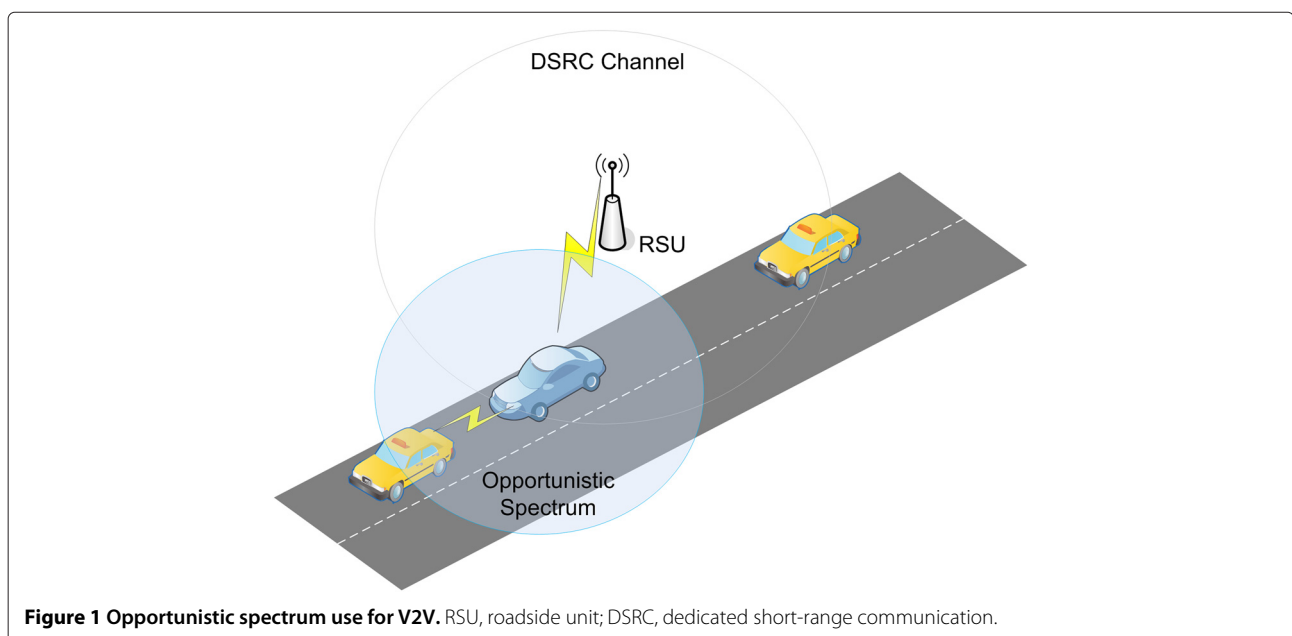 DSRC Channel
RSU
Opportunistic
Spectrum
Figure 1 Opportunistic spectrum use for V2V. RSU, roadside unit; DSRC, dedicated short-range communication.